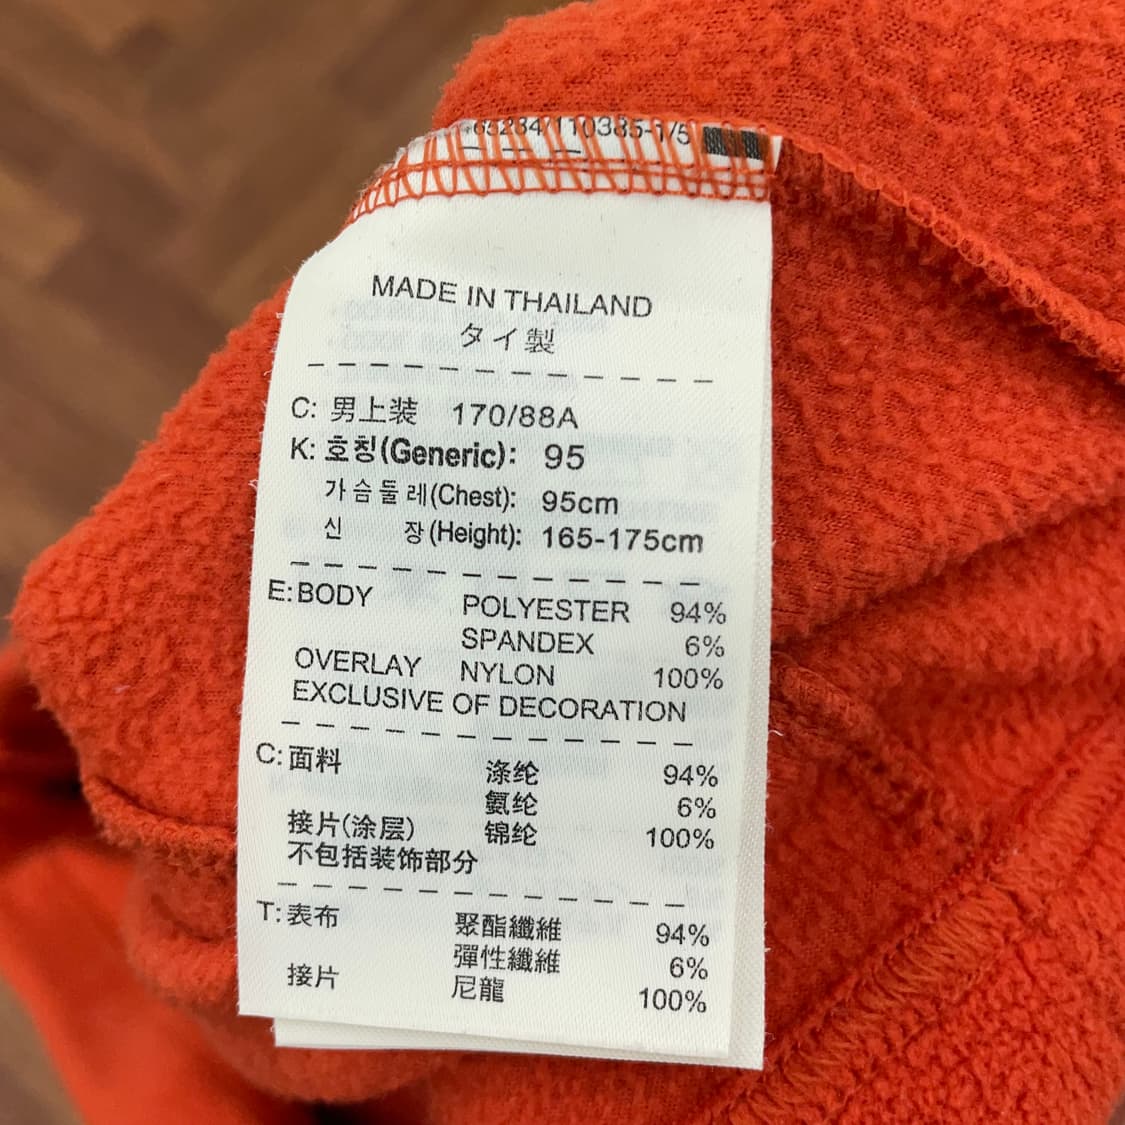 65284 110385-1/5
MADE IN THAILAND
タイ製
C: 男上装 170/88A
K: 호칭(Generic): 95
가슴둘레(Chest): 95cm
신 장(Height): 165-175cm
E: BODY POLYESTER 94%
SPANDEX 6%
OVERLAY NYLON 100%
EXCLUSIVE OF DECORATION
C: 面料 涤纶 94%
氨纶 6%
接片(涂层) 锦纶 100%
不包括装饰部分
T: 表布 聚酯纖維 94%
彈性纖維 6%
接片 尼龍 100%